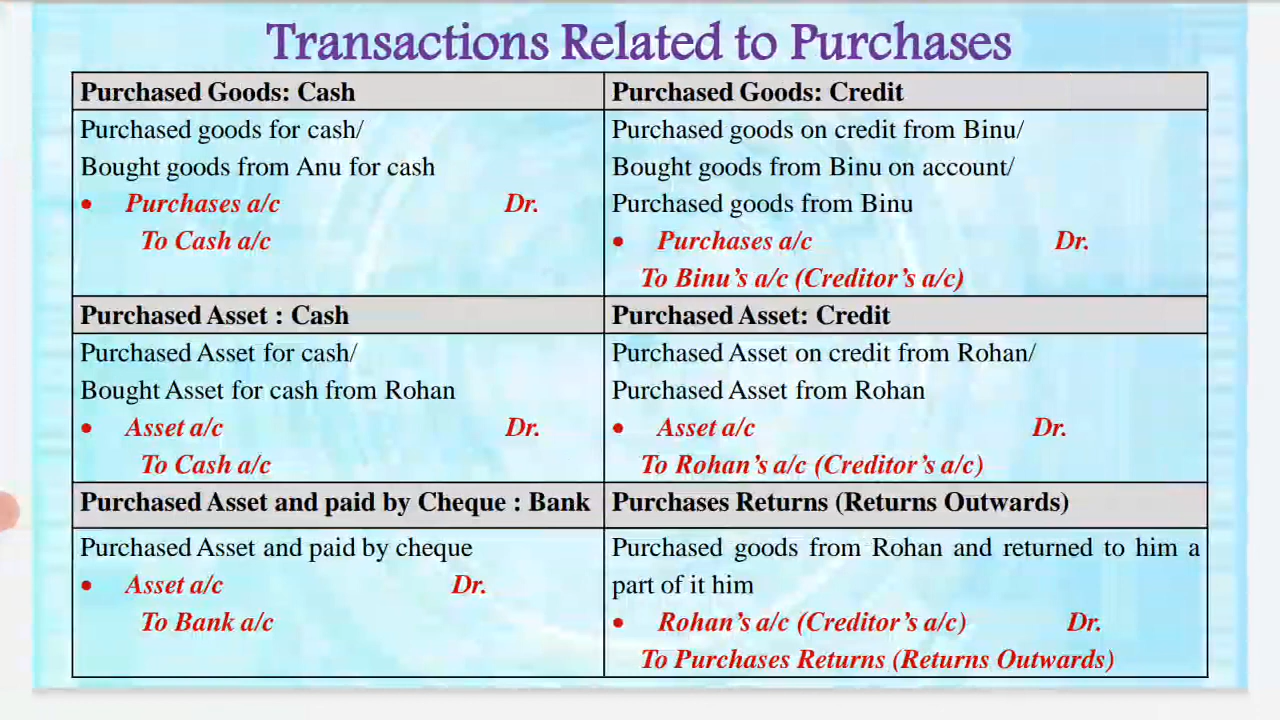 Transactions Related to Purchases
Purchased Goods: Cash
Purchased goods for cash/
Bought goods from Anu for cash
• Purchases a/c Dr.
To Cash a/c
Purchased Goods: Credit
Purchased goods on credit from Binu/
Bought goods from Binu on account/
Purchased goods from Binu
• Purchases a/c Dr.
To Binu’s a/c (Creditor’s a/c)
Purchased Asset : Cash
Purchased Asset for cash/
Bought Asset for cash from Rohan
• Asset a/c Dr.
To Cash a/c
Purchased Asset: Credit
Purchased Asset on credit from Rohan/
Purchased Asset from Rohan
• Asset a/c Dr.
To Rohan’s a/c (Creditor’s a/c)
Purchased Asset and paid by Cheque : Bank
Purchased Asset and paid by cheque
• Asset a/c Dr.
To Bank a/c
Purchases Returns (Returns Outwards)
Purchased goods from Rohan and returned to him a
part of it him
• Rohan’s a/c (Creditor’s a/c) Dr.
To Purchases Returns (Returns Outwards)